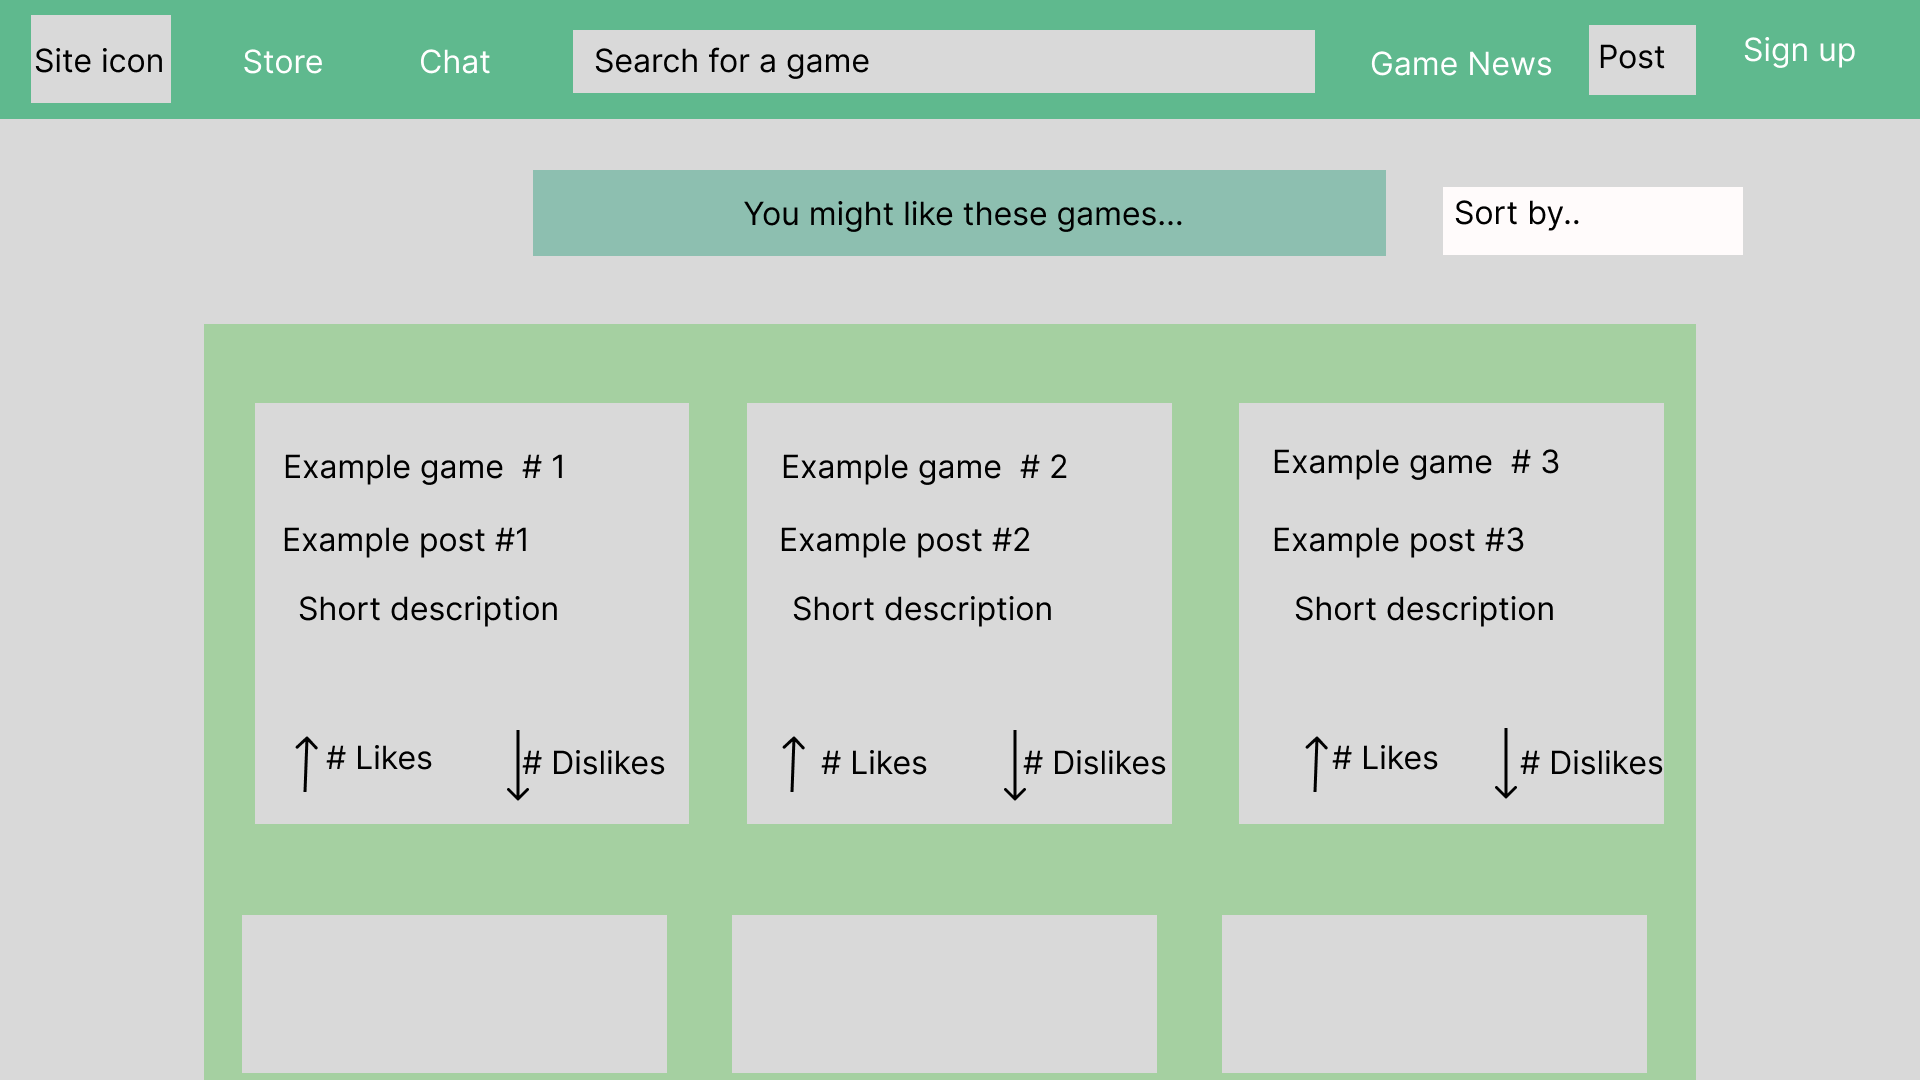 Site icon
Store
Chat
Search for a game
Game News
Post
Sign up
You might like these games...
Sort by..
Example game  # 1
Example post #1
Short description
# Likes
# Dislikes
Example game  # 2
Example post #2
Short description
# Likes
# Dislikes
Example game  # 3
Example post #3
Short description
# Likes
# Dislikes